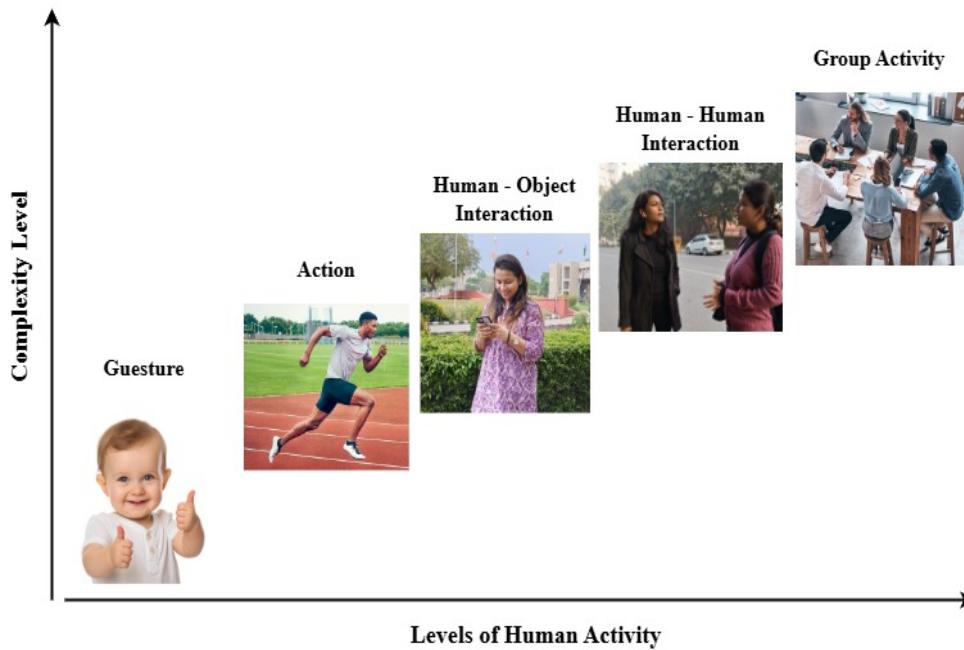 Group Activity
Human - Human
Interaction
Human - Object
Interaction
Action
Guesture
Complexity Level
Levels of Human Activity